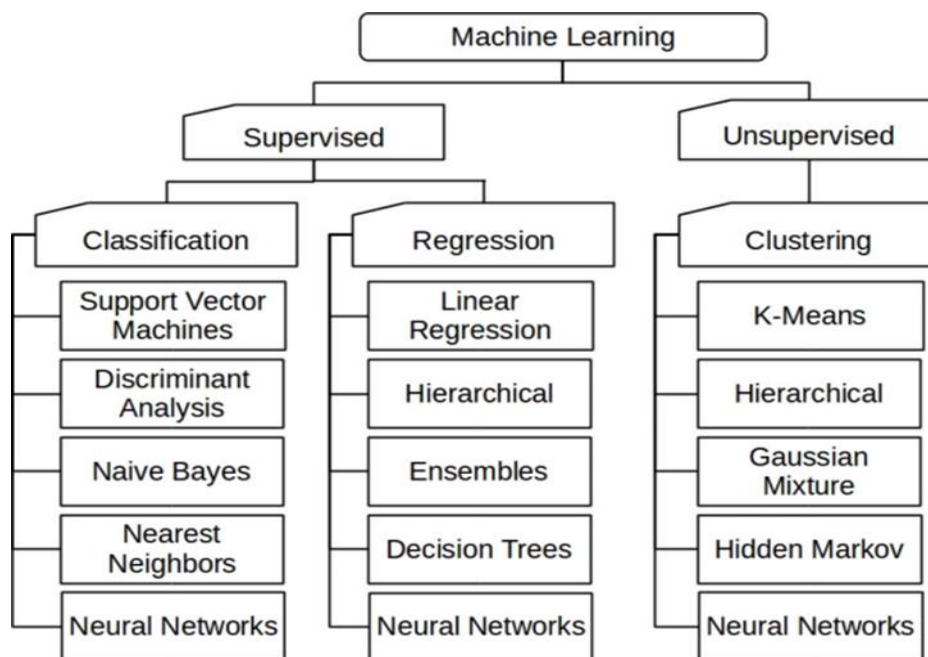 Machine Learning
Supervised
Unsupervised
Classification
Regression
Clustering
Support Vector
Machines
Linear
Regression
K-Means
Discriminant
Analysis
Hierarchical
Hierarchical
Naive Bayes
Ensembles
Gaussian
Mixture
Nearest
Neighbors
Decision Trees
Hidden Markov
Neural Networks
Neural Networks
Neural Networks